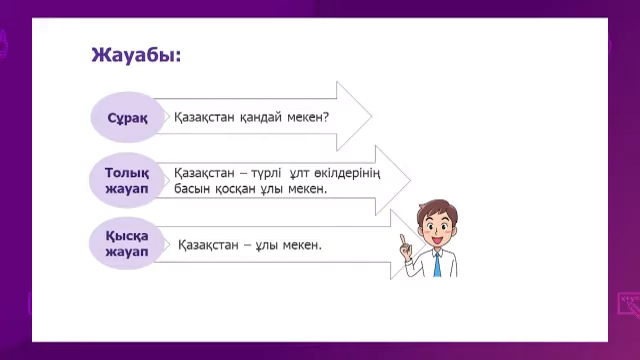 Жауабы:
Сұрақ
Қазақстан қандай мекен?
Толық
жауап
Қазақстан – түрлі ұлт өкілдерінің
басын қосқан ұлы мекен.
Қысқа
жауап
Қазақстан – ұлы мекен.